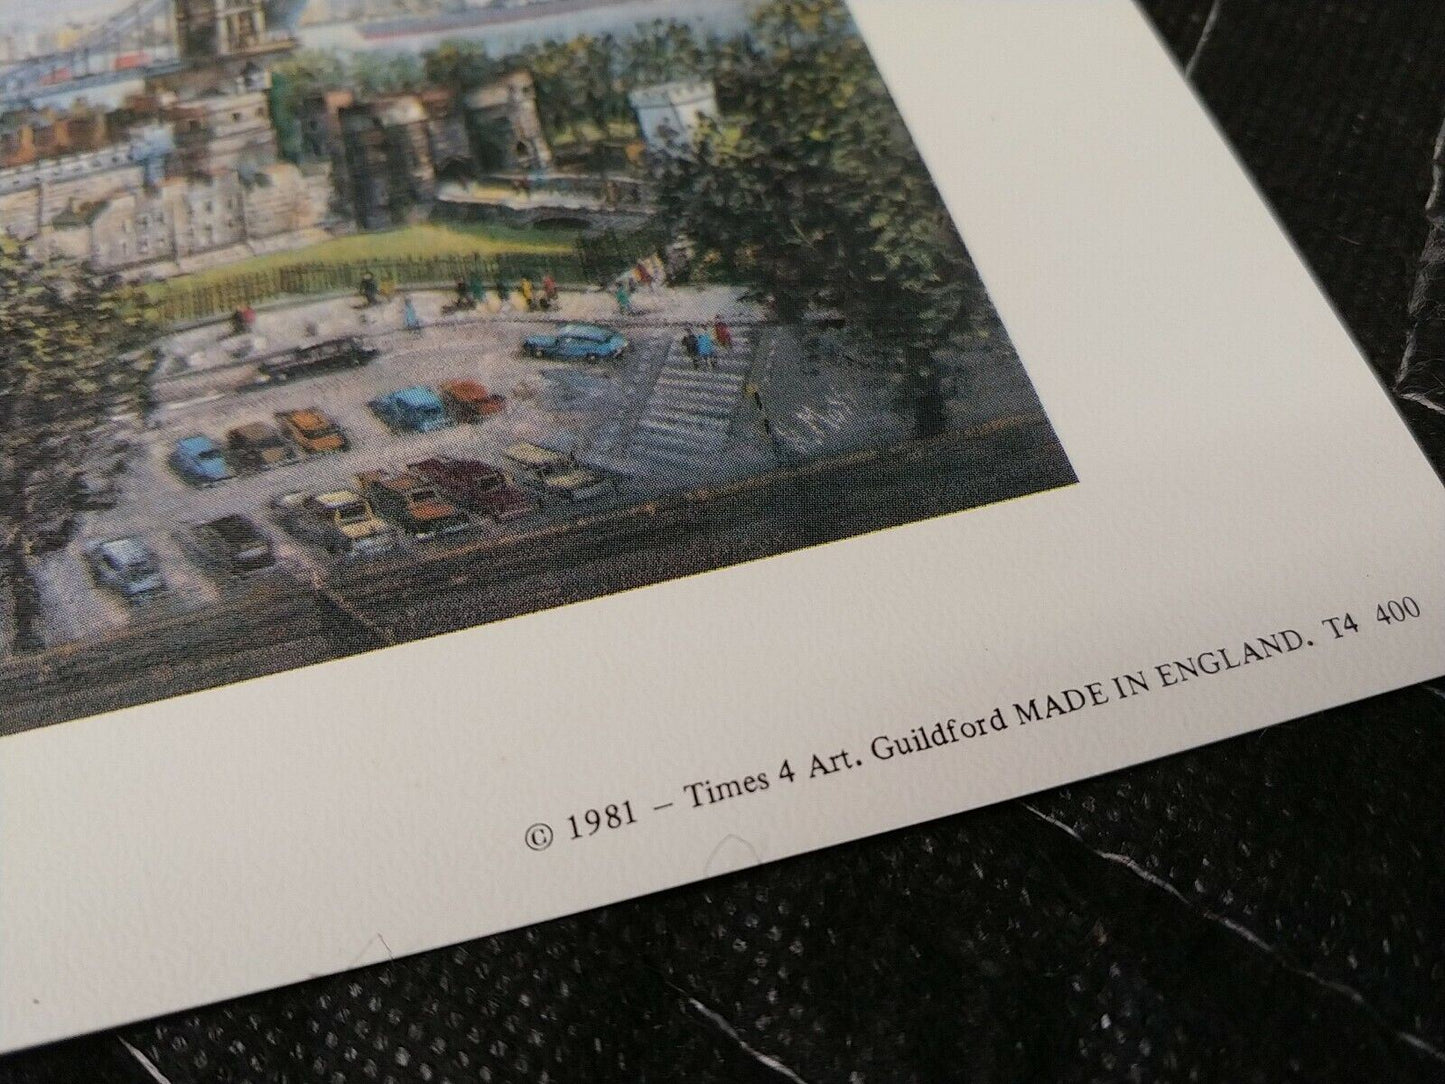 © 1981 – Times 4 Art. Guildford MADE IN ENGLAND. T4 400